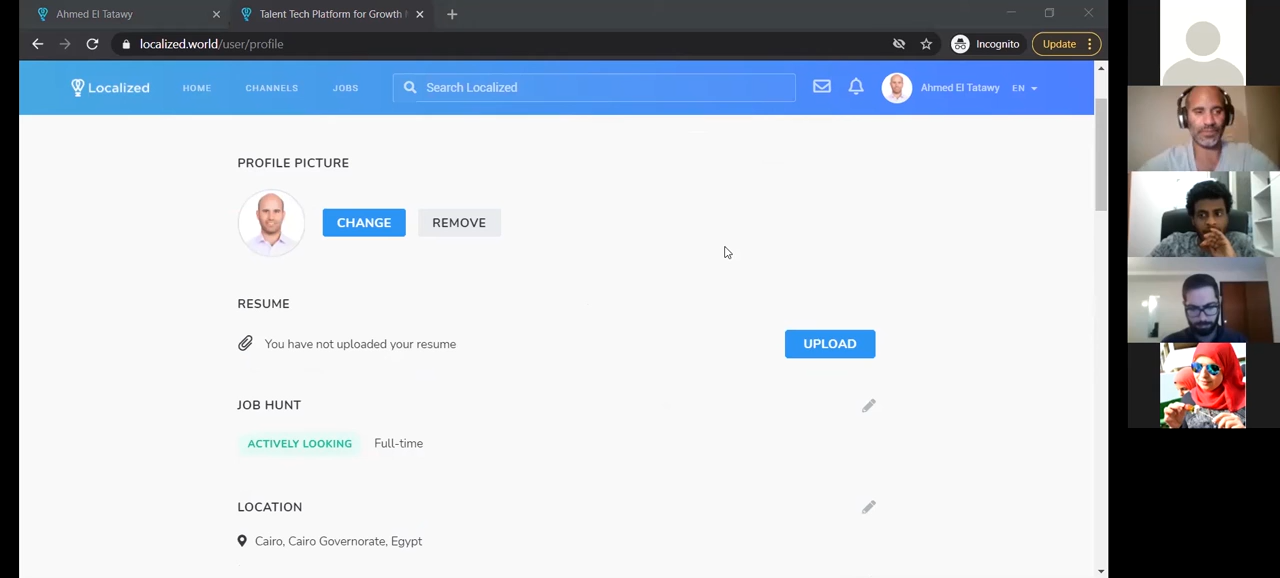 Ahmed El Tatawy
Talent Tech Platform for Growth
localized.world/user/profile
Incognito
Update
Localized
HOME
CHANNELS
JOBS
Search Localized
Ahmed El Tatawy
EN
PROFILE PICTURE
CHANGE
REMOVE
RESUME
You have not uploaded your resume
UPLOAD
JOB HUNT
ACTIVELY LOOKING
Full-time
LOCATION
Cairo, Cairo Governorate, Egypt